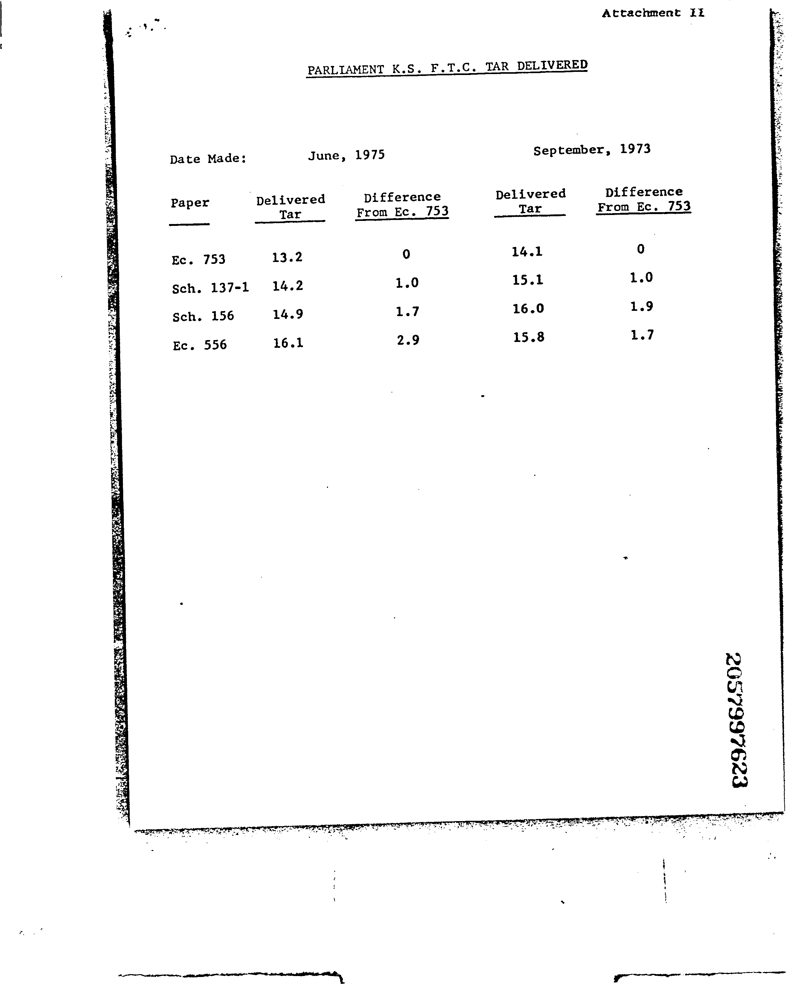 Attachment II
PARLIAMENT K.S. F.T.C. TAR DELIVERED
Date Made: June, 1975 September, 1973
Paper Delivered Difference Delivered Difference
Tar From Ec. 753 Tar From Ec. 753
Ec. 753 13.2 0 14.1 0
Sch. 137-1 14.2 1.0 15.1 1.0
Sch. 156 14.9 1.7 16.0 1.9
Ec. 556 16.1 2.9 15.8 1.7
2057997623